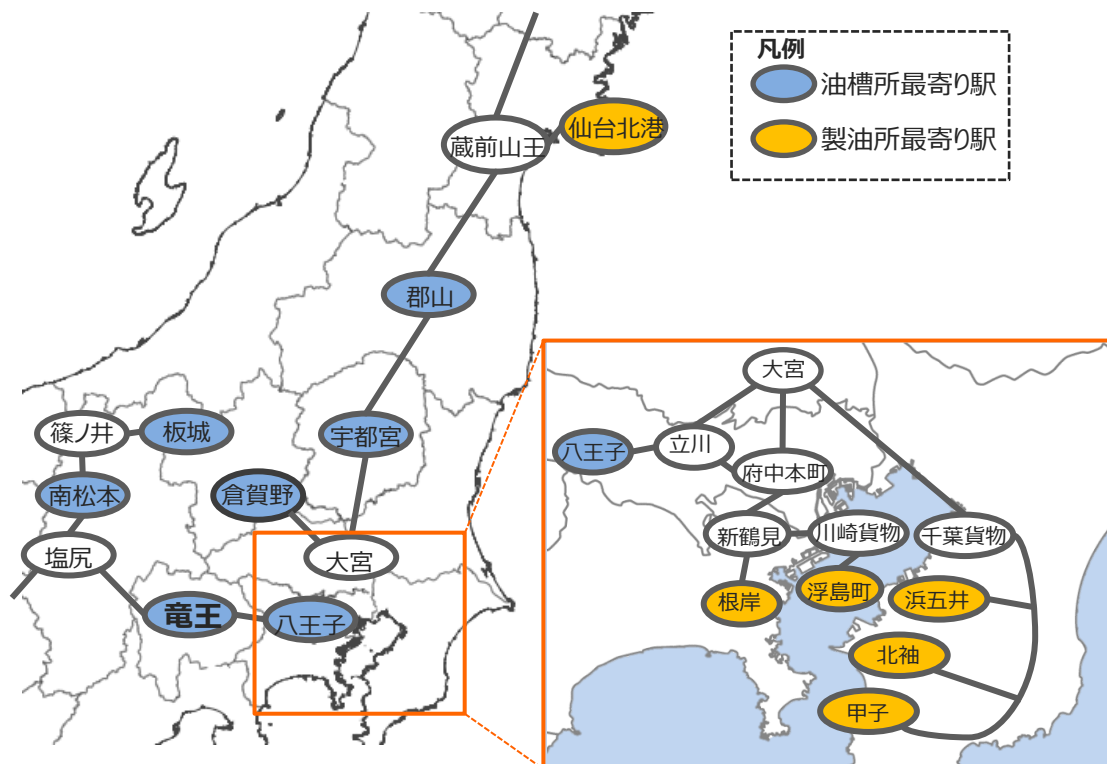 凡例
油槽所最寄り駅
製油所最寄り駅
仙台北港
蔵前山王
郡山
篠ノ井
板城
宇都宮
南松本
倉賀野
塩尻
大宮
竜王
八王子
大宮
八王子
立川
府中本町
新鶴見
川崎貨物
千葉貨物
根岸
浮島町
浜五井
北袖
甲子